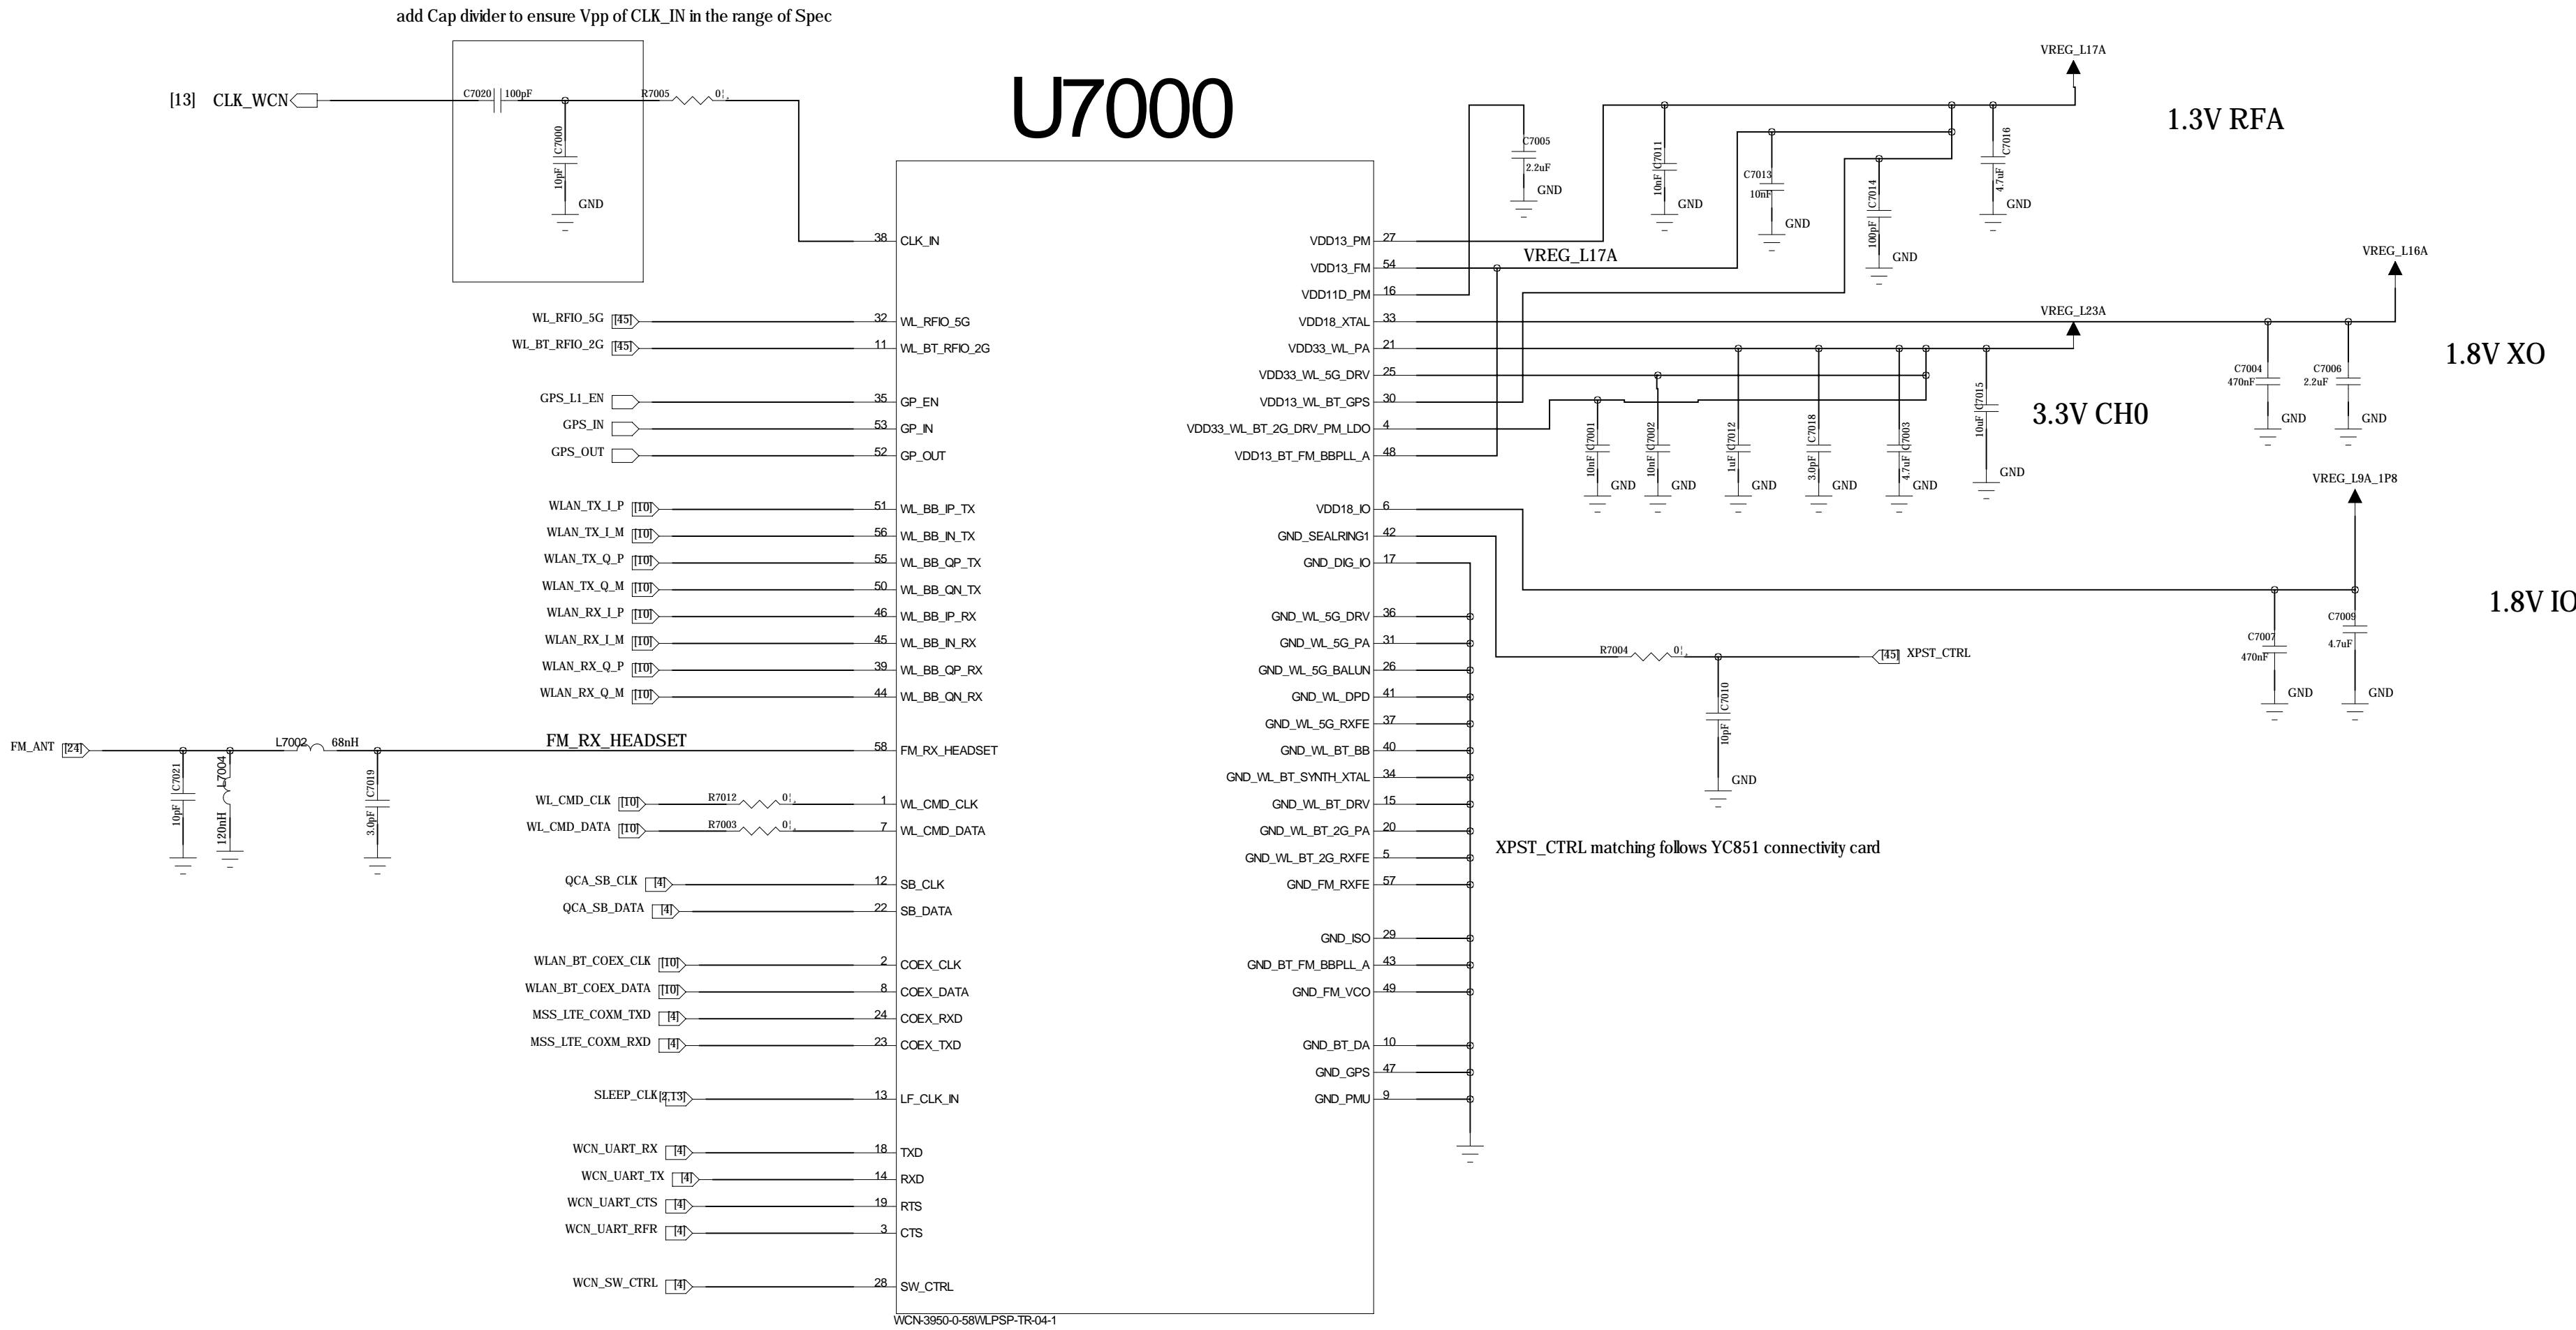 add Cap divider to ensure Vpp of CLK_IN in the range of Spec
[13] CLK_WCN
C7020 100pF
R7005
C7000
10pF
GND
U7000
VREG_L17A
1.3V RFA
C7005
2.2uF
GND
10nF C7011
GND
C7013
10nF
GND
100pF C7014
GND
C7016
4.7uF
GND
38 CLK_IN
WL_RFIO_5G [45] 32 WL_RFIO_5G
WL_BT_RFIO_2G [45] 11 WL_BT_RFIO_2G
GPS_L1_EN 35 GP_EN
GPS_IN 53 GP_IN
GPS_OUT 52 GP_OUT
WLAN_TX_I_P [10] 51 WL_BB_IP_TX
WLAN_TX_I_M [10] 56 WL_BB_IN_TX
WLAN_TX_Q_P [10] 55 WL_BB_QP_TX
WLAN_TX_Q_M [10] 50 WL_BB_QN_TX
WLAN_RX_I_P [10] 46 WL_BB_IP_RX
WLAN_RX_I_M [10] 45 WL_BB_IN_RX
WLAN_RX_Q_P [10] 39 WL_BB_QP_RX
WLAN_RX_Q_M [10] 44 WL_BB_QN_RX
FM_ANT [24]
L7002 68nH
FM_RX_HEADSET
58 FM_RX_HEADSET
10pF C7021
120nH L7004
3.0pF C7019
WL_CMD_CLK [10] R7012 1 WL_CMD_CLK
WL_CMD_DATA [10] R7003 7 WL_CMD_DATA
QCA_SB_CLK [4] 12 SB_CLK
QCA_SB_DATA [4] 22 SB_DATA
WLAN_BT_COEX_CLK [10] 2 COEX_CLK
WLAN_BT_COEX_DATA [10] 8 COEX_DATA
MSS_LTE_COXM_TXD [4] 24 COEX_RXD
MSS_LTE_COXM_RXD [4] 23 COEX_TXD
SLEEP_CLK [2,13] 13 LF_CLK_IN
WCN_UART_RX [4] 18 TXD
WCN_UART_TX [4] 14 RXD
WCN_UART_CTS [4] 19 RTS
WCN_UART_RFR [4] 3 CTS
WCN_SW_CTRL [4] 28 SW_CTRL
WCN-3950-0-58WLPSP-TR-04-1
VDD13_PM 27
VDD13_FM 54
VREG_L17A
VDD11D_PM 16
VDD18_XTAL 33
VDD33_WL_PA 21
VDD33_WL_5G_DRV 25
VDD13_WL_BT_GPS 30
VDD33_WL_BT_2G_DRV_PM_LDO 4
VDD13_BT_FM_BBPLL_A 48
VDD18_IO 6
GND_SEALRING1 42
GND_DIG_IO 17
GND_WL_5G_DRV 36
GND_WL_5G_PA 31
GND_WL_5G_BALUN 26
GND_WL_DPD 41
GND_WL_5G_RXFE 37
GND_WL_BT_BB 40
GND_WL_BT_SYNTH_XTAL 34
GND_WL_BT_DRV 15
GND_WL_BT_2G_PA 20
GND_WL_BT_2G_RXFE 5
GND_FM_RXFE 57
GND_ISO 29
GND_BT_FM_BBPLL_A 43
GND_FM_VCO 49
GND_BT_DA 10
GND_GPS 47
GND_PMU 9
VREG_L16A
1.8V XO
C7004
470nF
GND
C7006
2.2uF
GND
VREG_L23A
3.3V CH0
10nF C7001
GND
10nF C7002
GND
1uF C7012
GND
3.0pF C7018
GND
4.7uF C7003
GND
10uF C7015
GND
VREG_L9A_1P8
1.8V IO
C7007
470nF
GND
C7009
4.7uF
GND
R7004
[45] XPST_CTRL
10pF C7010
GND
XPST_CTRL matching follows YC851 connectivity card